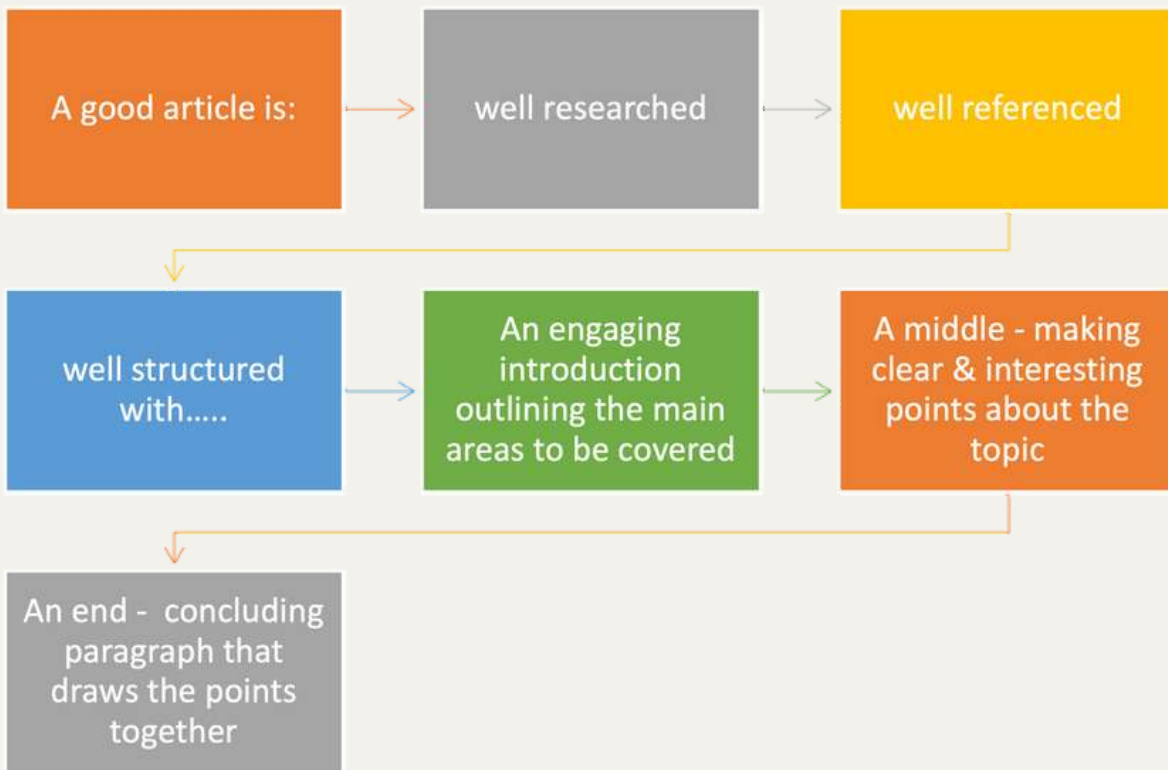 A good article is:
well researched
well referenced
well structured
with.....
An engaging
introduction
outlining the main
areas to be covered
A middle - making
clear & interesting
points about the
topic
An end -  concluding
paragraph that
draws the points
together